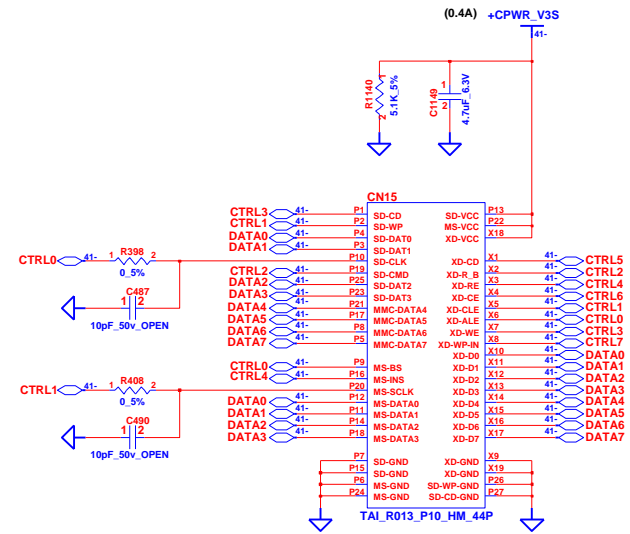 (0.4A) +CPWR_V3S
41-
1 R1140 2 5.1K_5%
1 C1149 2 4.7uF_6.3V
CN15
CTRL3 41- P1 SD-CD SD-VCC P13
CTRL1 41- P2 SD-WP MS-VCC P22
DATA0 41- P4 SD-DAT0 XD-VCC X18
DATA1 41- P3 SD-DAT1
CTRL0 41- 1 R398 2 0_5% P10 SD-CLK XD-CD X1 41- CTRL5
CTRL2 41- P19 SD-CMD XD-R_B X2 41- CTRL2
DATA2 41- P25 SD-DAT2 XD-RE X3 41- CTRL4
DATA3 41- P23 SD-DAT3 XD-CE X4 41- CTRL6
DATA4 41- P21 MMC-DATA4 XD-CLE X5 41- CTRL1
DATA5 41- P17 MMC-DATA5 XD-ALE X6 41- CTRL0
DATA6 41- P8 MMC-DATA6 XD-WE X7 41- CTRL3
DATA7 41- P5 MMC-DATA7 XD-WP-IN X8 41- CTRL7
C487 1 2 10pF_50v_OPEN
XD-D0 X10 41- DATA0
CTRL0 41- P9 MS-BS XD-D1 X11 41- DATA1
CTRL4 41- P16 MS-INS XD-D2 X12 41- DATA2
CTRL1 41- 1 R408 2 0_5% P20 MS-SCLK XD-D3 X13 41- DATA3
DATA0 41- P12 MS-DATA0 XD-D4 X14 41- DATA4
DATA1 41- P11 MS-DATA1 XD-D5 X15 41- DATA5
DATA2 41- P14 MS-DATA2 XD-D6 X16 41- DATA6
DATA3 41- P18 MS-DATA3 XD-D7 X17 41- DATA7
C490 1 2 10pF_50v_OPEN
P7 SD-GND XD-GND X9
P15 SD-GND XD-GND X19
P6 MS-GND SD-WP-GND P26
P24 MS-GND SD-CD-GND P27
TAI_R013_P10_HM_44P